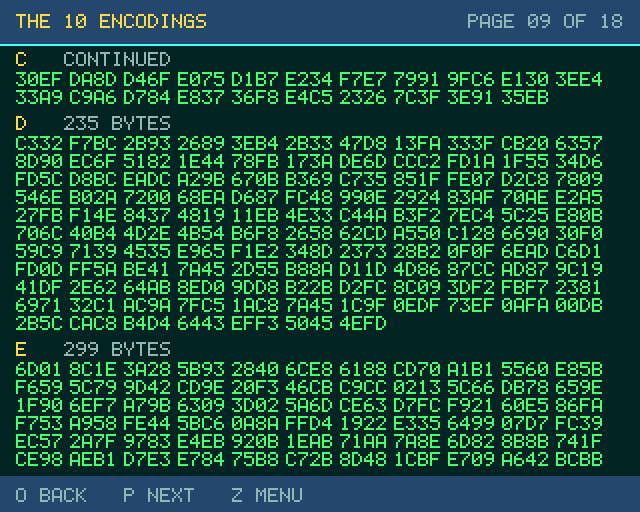 THE 10 ENCODINGS PAGE 09 OF 18
C CONTINUED
30EF DA8D D46F E075 D1B7 E234 F7E7 7991 9FC6 E130 3EE4
33A9 C9A6 D784 E837 36F8 E4C5 2326 7C3F 3E91 35EB
D 235 BYTES
C332 F7BC 2B93 2689 3EB4 2B33 47D8 13FA 333F CB20 6357
8D90 EC6F 5182 1E44 78FB 173A DE6D CCC2 FD1A 1F55 34D6
FD5C D8BC EADC A29B 670B B369 C735 851F FE07 D2C8 7809
546E B02A 7200 68EA D687 FC48 990E 2924 83AF 70AE E2A5
27FB F14E 8437 4819 11EB 4E33 C44A B3F2 7EC4 5C25 E80B
706C 40B4 4D2E 4B54 B6F8 2658 62CD A550 C128 6690 30F0
59C9 7139 4535 E965 F1E2 348D 2373 28B2 0F0F 6EAD C6D1
FD0D FF5A BE41 7A45 2D55 B88A D11D 4D86 87CC AD87 9C19
41DF 2E62 64AB 8ED0 9DD8 B22B D2FC 8C09 3DF2 FBF7 2381
6971 32C1 AC9A 7FC5 1AC8 7A45 1C9F 0EDF 73EF 0AFA 00DB
2B5C CAC8 B4D4 6443 EFF3 5045 4EFD
E 299 BYTES
6D01 8C1E 3A28 5B93 2840 6CE8 6188 CD70 A1B1 5560 E85B
F659 5C79 9D42 CD9E 20F3 46CB C9CC 0213 5C66 DB78 659E
1F90 6EF7 A79B 6309 3D02 5A6D CE63 D7FC F921 60E5 86FA
F753 A958 FE44 5BC6 0A8A FFD4 1922 E335 6499 07D7 FC39
EC57 2A7F 9783 E4EB 920B 1EAB 71AA 7A8E 6D82 8B8B 741F
CE98 AEB1 D7E3 E784 75B8 C72B 8D48 1CBF E709 A642 BCBB
O BACK P NEXT Z MENU